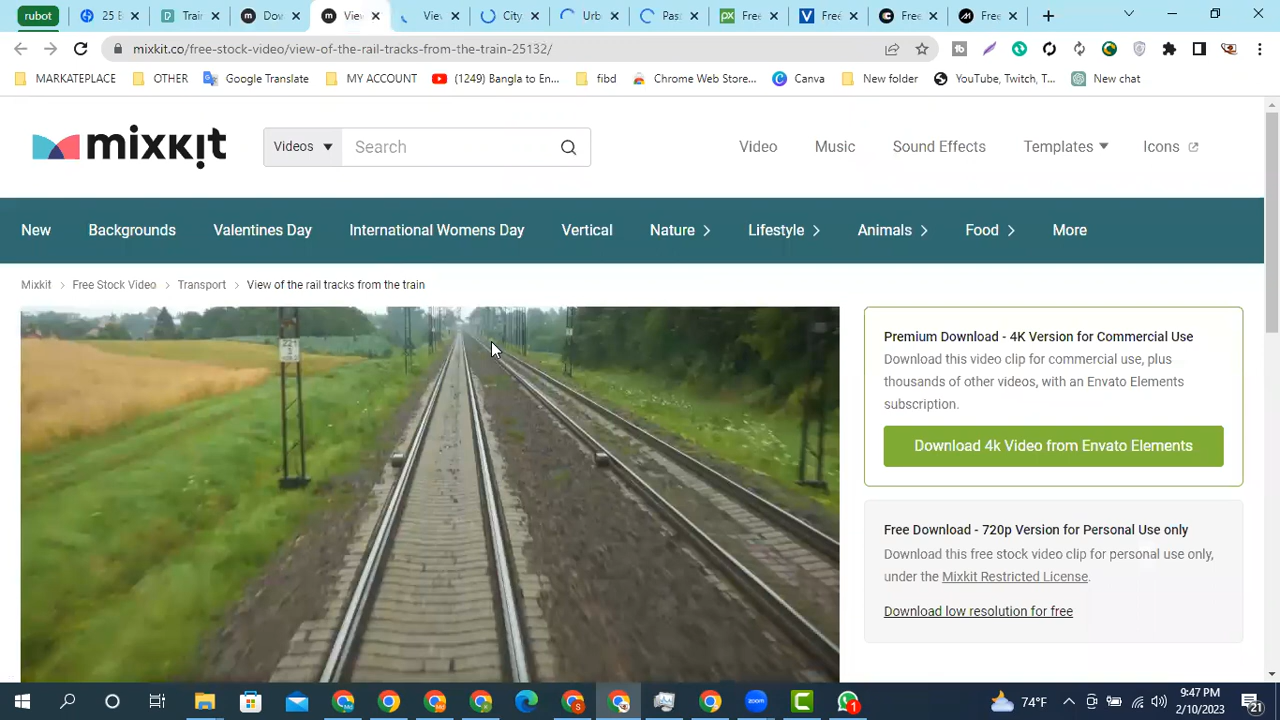 rubot
25 B
Train
Dow
View
View
City
Urb
Pass
Free
Free
Free
Free
mixkit.co/free-stock-video/view-of-the-rail-tracks-from-the-train-25132/
MARKATEPLACE
OTHER
Google Translate
MY ACCOUNT
(1249) Bangla to En...
fibd
Chrome Web Store...
Canva
New folder
YouTube, Twitch, T...
New chat
mixkit
Videos
Search
Video
Music
Sound Effects
Templates
Icons
New
Backgrounds
Valentines Day
International Womens Day
Vertical
Nature
Lifestyle
Animals
Food
More
Mixkit > Free Stock Video > Transport > View of the rail tracks from the train
Premium Download - 4K Version for Commercial Use
Download this video clip for commercial use, plus
thousands of other videos, with an Envato Elements
subscription.
Download 4k Video from Envato Elements
Free Download - 720p Version for Personal Use only
Download this free stock video clip for personal use only,
under the Mixkit Restricted License.
Download low resolution for free
74°F
9:47 PM
2/10/2023
21